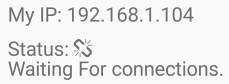 My IP: 192.168.1.104
Status:
Waiting For connections.